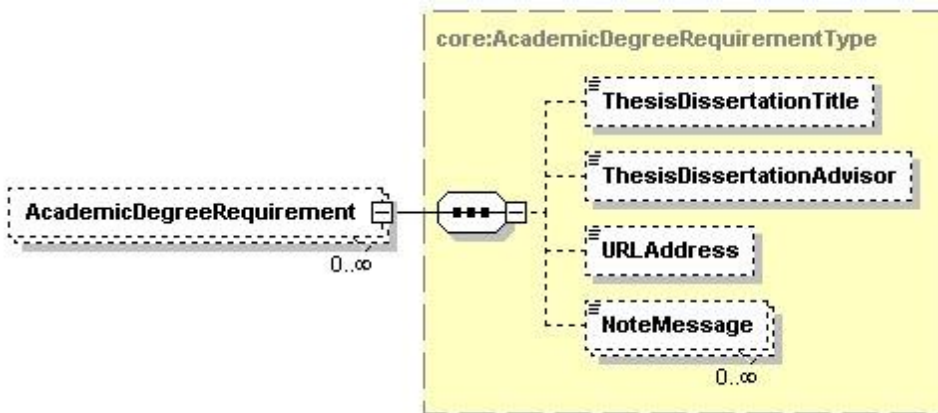 core:AcademicDegreeRequirementType
ThesisDissertationTitle
ThesisDissertationAdvisor
AcademicDegreeRequirement
0..∞
URLAddress
NoteMessage
0..∞